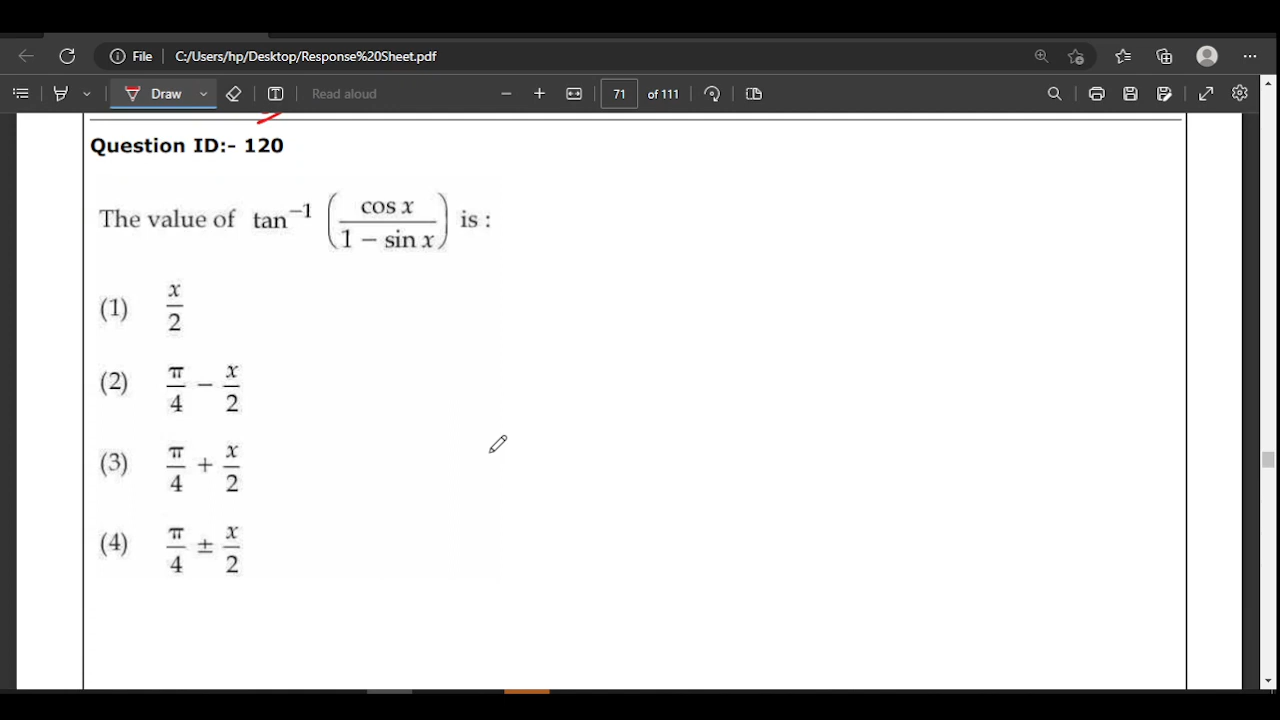 File C:/Users/hp/Desktop/Response%20Sheet.pdf
Draw Read aloud 71 of 111
Question ID:- 120
The value of tan⁻¹ (cos x / 1 − sin x) is :
(1) x/2
(2) π/4 − x/2
(3) π/4 + x/2
(4) π/4 ± x/2